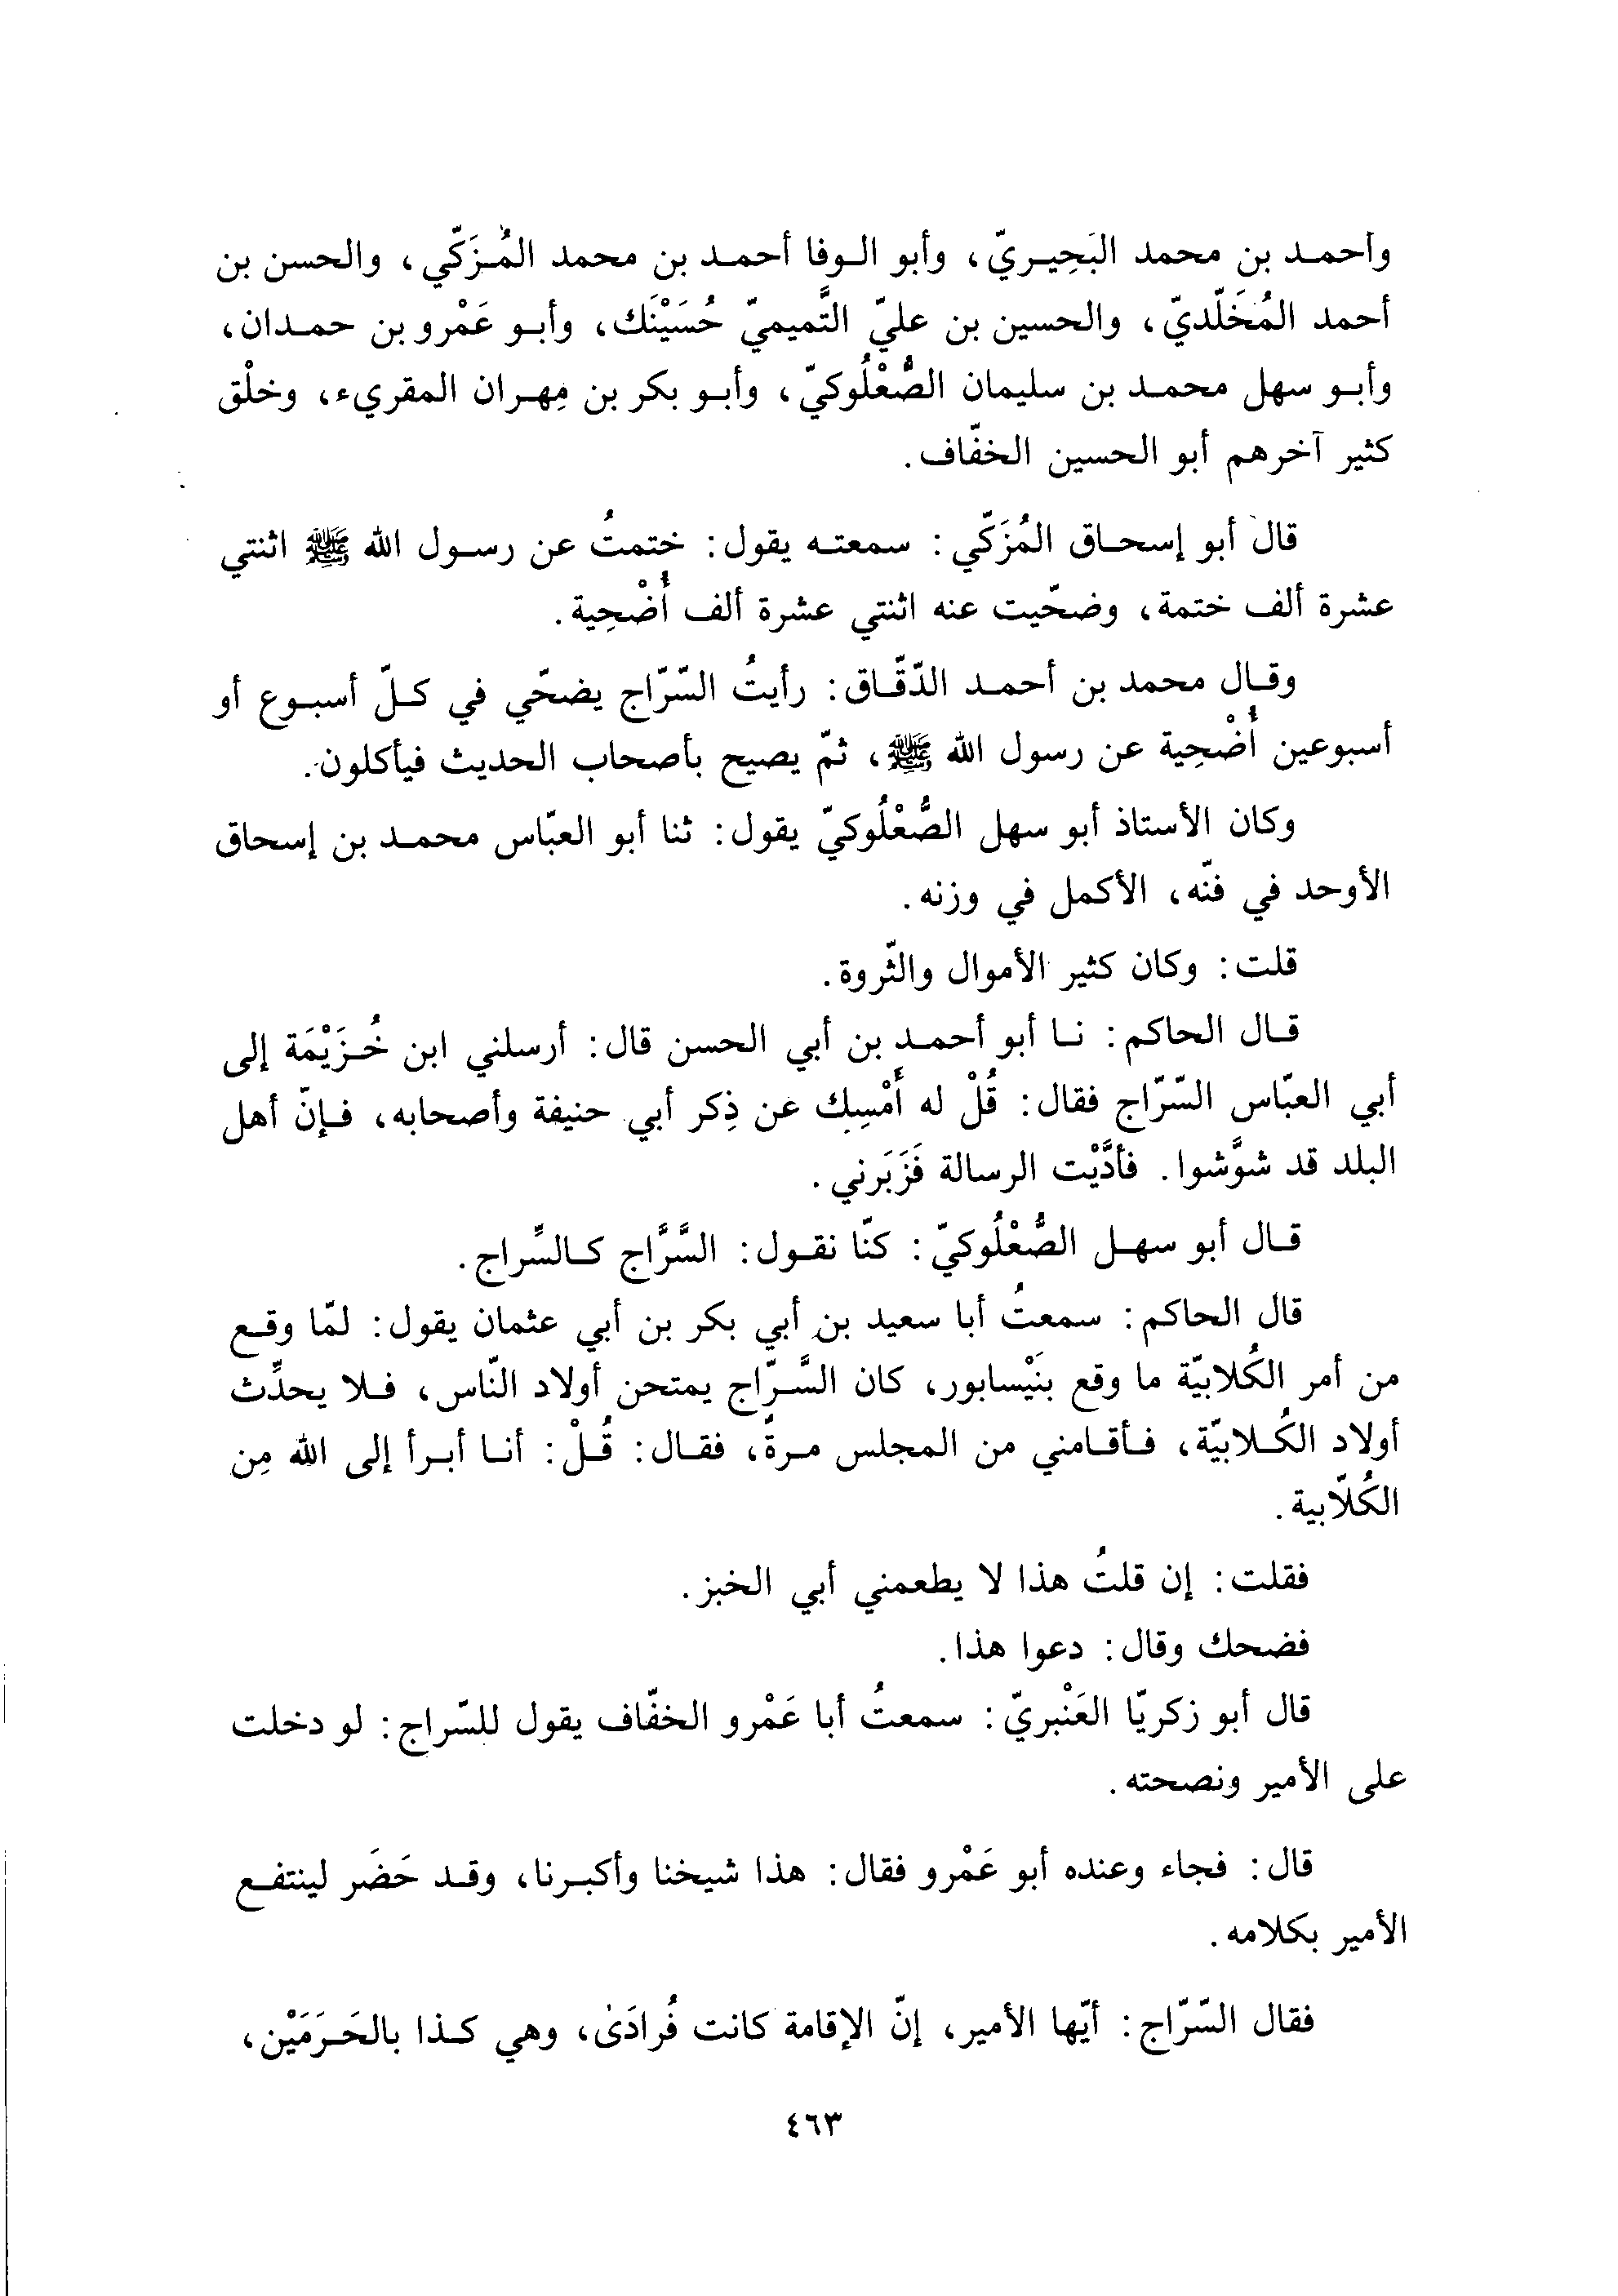 وأحمد بن محمد البَحِيريّ، وأبو الوفا أحمد بن محمد المُزَكّي، والحسن بن
أحمد المُخَلّديّ، والحسين بن عليّ التَّميميّ حُسَيْنَك، وأبو عَمْرو بن حمدان،
وأبو سهل محمد بن سليمان الصُّعْلُوكيّ، وأبو بكر بن مِهران المقريء، وخلْق
كثير آخرهم أبو الحسين الخفّاف.
قال أبو إسحاق المُزَكّي: سمعته يقول: ختمتُ عن رسول الله ﷺ اثنتي
عشرة ألف ختمة، وضحّيت عنه اثنتي عشرة ألف أُضْحِية.
وقال محمد بن أحمد الدّقّاق: رأيتُ السّرّاج يضحّي في كلّ أسبوع أو
أسبوعين أُضْحِية عن رسول الله ﷺ، ثمّ يصيح بأصحاب الحديث فيأكلون.
وكان الأستاذ أبو سهل الصُّعْلُوكيّ يقول: ثنا أبو العبّاس محمد بن إسحاق
الأوحد في فنّه، الأكمل في وزنه.
قلت: وكان كثير الأموال والثّروة.
قال الحاكم: نا أبو أحمد بن أبي الحسن قال: أرسلني ابن خُزَيْمَة إلى
أبي العبّاس السّرّاج فقال: قُلْ له أَمْسِك عن ذِكر أبي حنيفة وأصحابه، فإنّ أهل
البلد قد شوَّشوا. فأدَّيْت الرسالة فَزَبَرني.
قال أبو سهل الصُّعْلُوكيّ: كنّا نقول: السَّرَّاج كالسِّراج.
قال الحاكم: سمعتُ أبا سعيد بن أبي بكر بن أبي عثمان يقول: لمّا وقع
من أمر الكُلابيّة ما وقع بنَيْسابور، كان السَّرّاج يمتحن أولاد النّاس، فلا يحدِّث
أولاد الكُلابيّة، فأقامني من المجلس مرةً، فقال: قُلْ: أنا أبرأ إلى الله مِن
الكُلّابية.
فقلت: إن قلتُ هذا لا يطعمني أبي الخبز.
فضحك وقال: دعوا هذا.
قال أبو زكريّا العَنْبريّ: سمعتُ أبا عَمْرو الخفّاف يقول للسّراج: لو دخلت
على الأمير ونصحته.
قال: فجاء وعنده أبو عَمْرو فقال: هذا شيخنا وأكبرنا، وقد حَضَر لينتفع
الأمير بكلامه.
فقال السّرّاج: أيّها الأمير، إنّ الإقامة كانت فُرادَىٰ، وهي كذا بالحَرَمَيْن،
٤٦٣